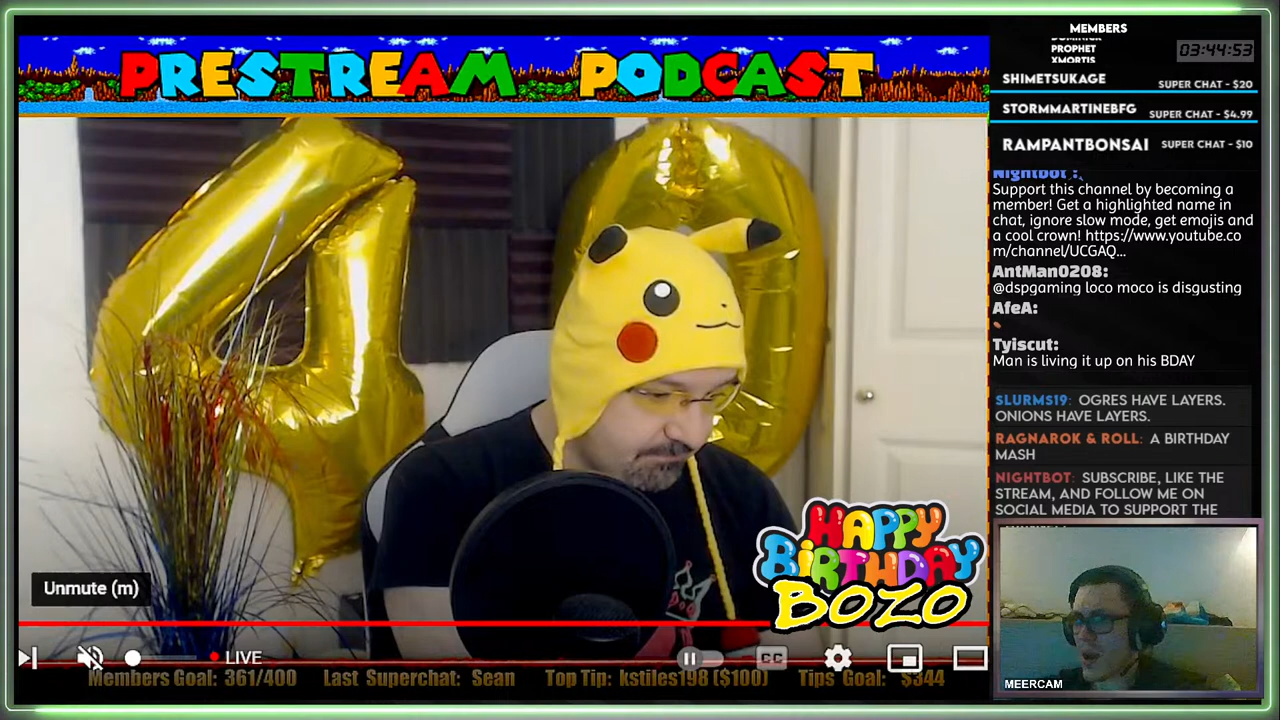 PRESTREAM PODCAST
Unmute (m)
HAPPY
BIRTHDAY
BOZO
LIVE
CC
Members Goal: 361/400 Last Superchat: Sean Top Tip: kstiles198 ($100) Tips Goal: $344
MEMBERS
PROPHET
XMORTIS
03:44:53
SHIMETSUKAGE SUPER CHAT - $20
STORMMARTINEBFG SUPER CHAT - $4.99
RAMPANTBONSAI SUPER CHAT - $10
Nightbot :
Support this channel by becoming a
member! Get a highlighted name in
chat, ignore slow mode, get emojis and
a cool crown! https://www.youtube.co
m/channel/UCGAQ...
AntMan0208:
@dspgaming loco moco is disgusting
AfeA:
Tyiscut:
Man is living it up on his BDAY
SLURMS19: OGRES HAVE LAYERS.
ONIONS HAVE LAYERS.
RAGNAROK & ROLL: A BIRTHDAY
MASH
NIGHTBOT: SUBSCRIBE, LIKE THE
STREAM, AND FOLLOW ME ON
SOCIAL MEDIA TO SUPPORT THE
MEERCAM